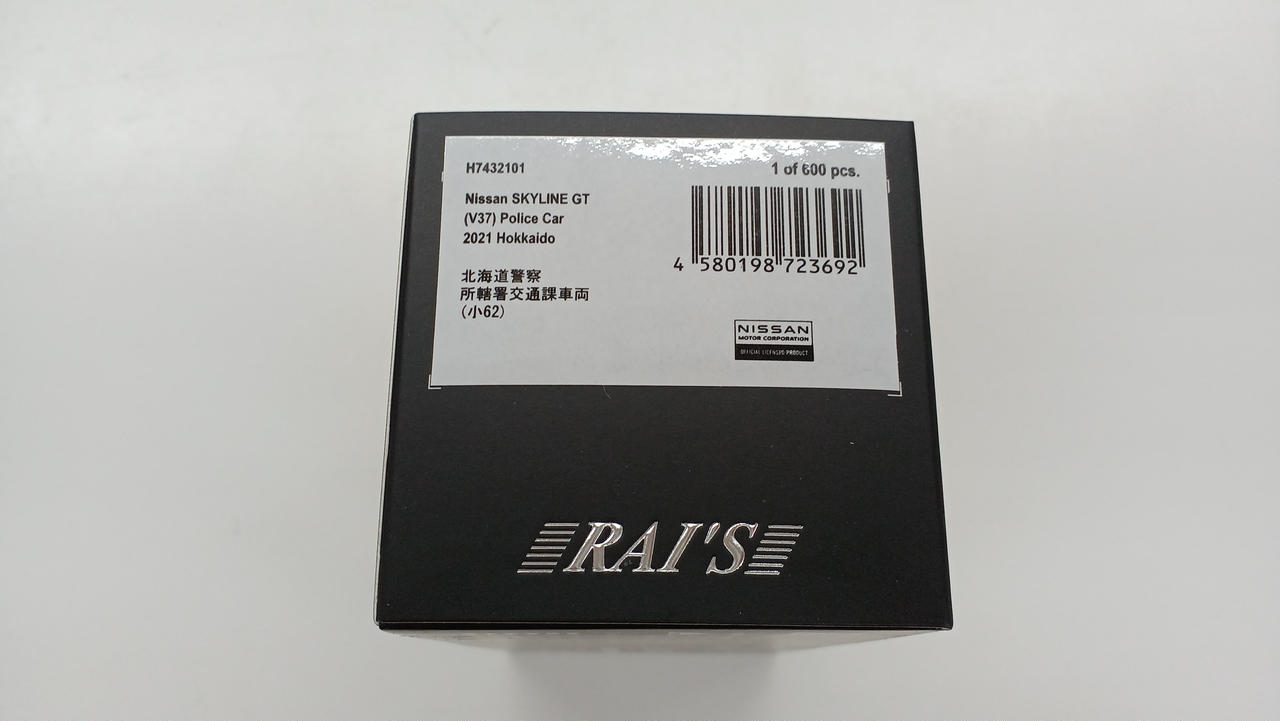 H7432101
1 of 600 pcs.
Nissan SKYLINE GT
(V37) Police Car
2021 Hokkaido
北海道警察
所轄署交通課車両
(小62)
4 580198 723692
NISSAN
MOTOR CORPORATION
OFFICIAL LICENSED PRODUCT
RAI'S